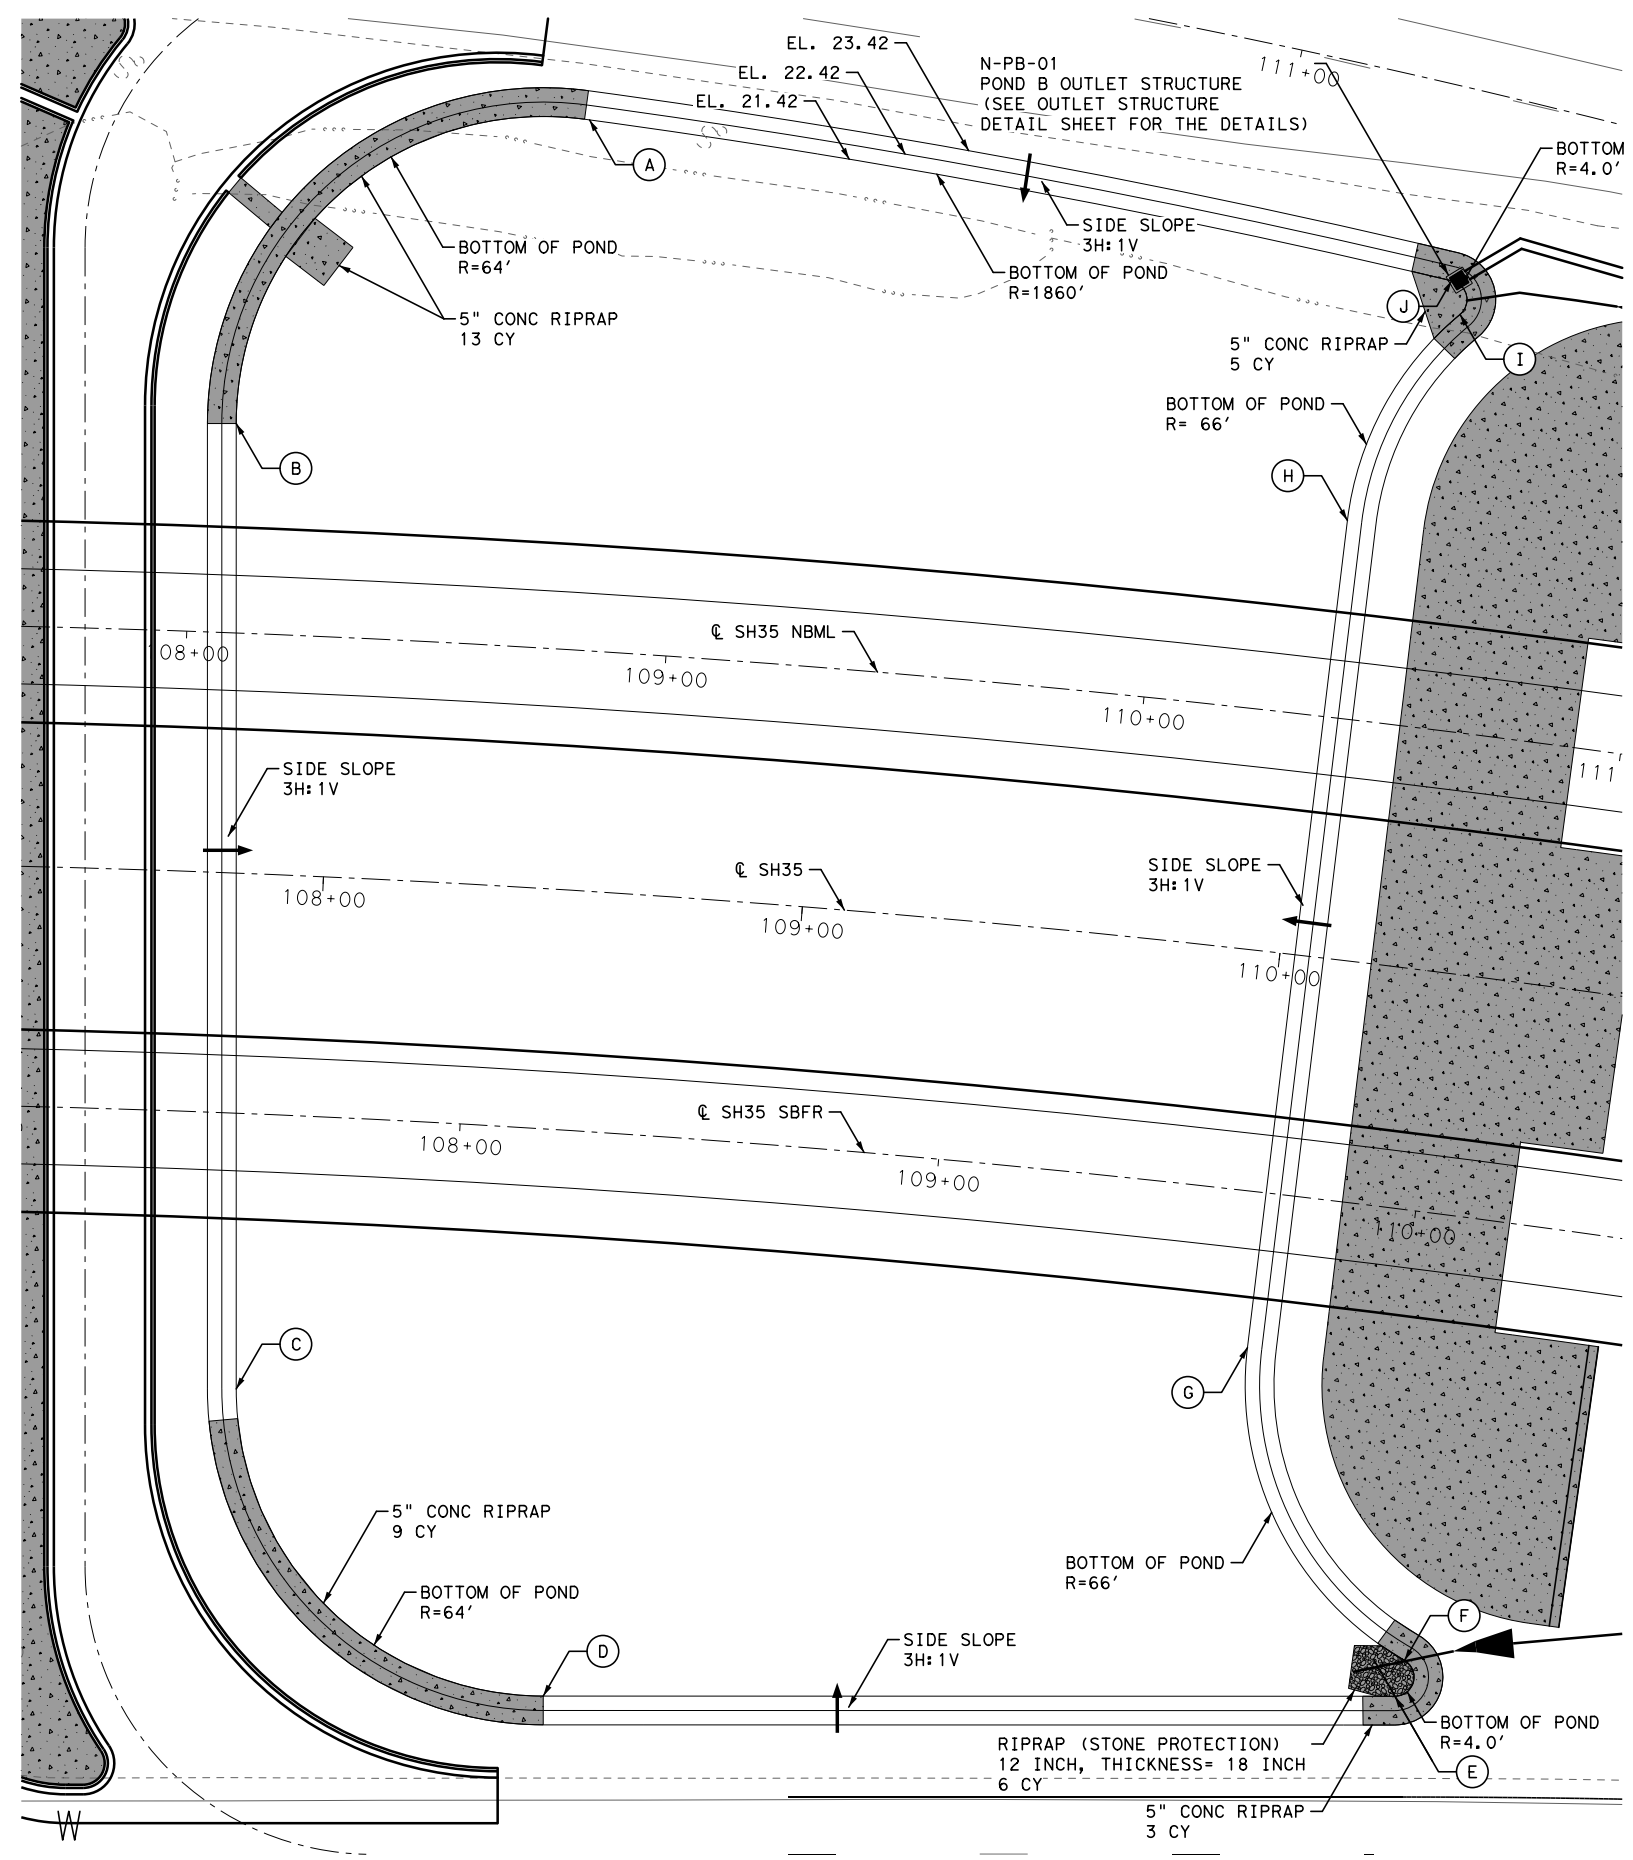 EL. 23.42
EL. 22.42
EL. 21.42
N-PB-01
POND B OUTLET STRUCTURE
(SEE OUTLET STRUCTURE
DETAIL SHEET FOR THE DETAILS)
111+00
BOTTOM
R=4.0'
A
SIDE SLOPE
3H:1V
BOTTOM OF POND
R=64'
BOTTOM OF POND
R=1860'
5" CONC RIPRAP
13 CY
J
5" CONC RIPRAP
5 CY
I
BOTTOM OF POND
R= 66'
B
H
℄ SH35 NBML
08+00
109+00
110+00
111
SIDE SLOPE
3H:1V
℄ SH35
SIDE SLOPE
3H:1V
108+00
109+00
110+00
℄ SH35 SBFR
108+00
109+00
110+00
C
G
5" CONC RIPRAP
9 CY
BOTTOM OF POND
R=66'
BOTTOM OF POND
R=64'
F
D
SIDE SLOPE
3H:1V
BOTTOM OF POND
R=4.0'
RIPRAP (STONE PROTECTION)
12 INCH, THICKNESS= 18 INCH
6 CY
E
5" CONC RIPRAP
3 CY
W